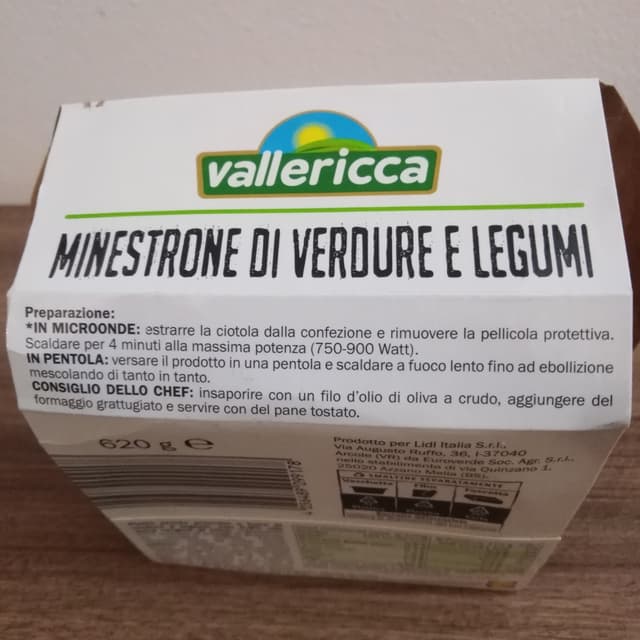 vallericca
MINESTRONE DI VERDURE E LEGUMI
Preparazione:
*IN MICROONDE: estrarre la ciotola dalla confezione e rimuovere la pellicola protettiva.
Scaldare per 4 minuti alla massima potenza (750-900 Watt).
IN PENTOLA: versare il prodotto in una pentola e scaldare a fuoco lento fino ad ebollizione
mescolando di tanto in tanto.
CONSIGLIO DELLO CHEF: insaporire con un filo d'olio di oliva a crudo, aggiungere del
formaggio grattugiato e servire con del pane tostato.
620 g e
Prodotto per Lidl Italia S.r.l.,
Via Augusto Ruffo, 36, I-37040
Arcole (VR) da Euroverde Soc. Agr. S.r.l.
nello stabilimento di via Quinzano 1,
25020 Azzano Mella (BS).
SMALTIRE SEPARATAMENTE
Film